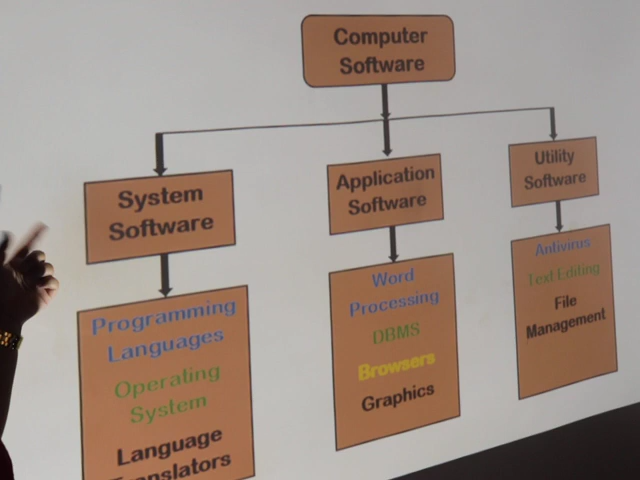 Computer
Software
System
Software
Application
Software
Utility
Software
Programming
Languages
Operating
System
Language
Translators
Word
Processing
DBMS
Browsers
Graphics
Antivirus
Text Editing
File
Management